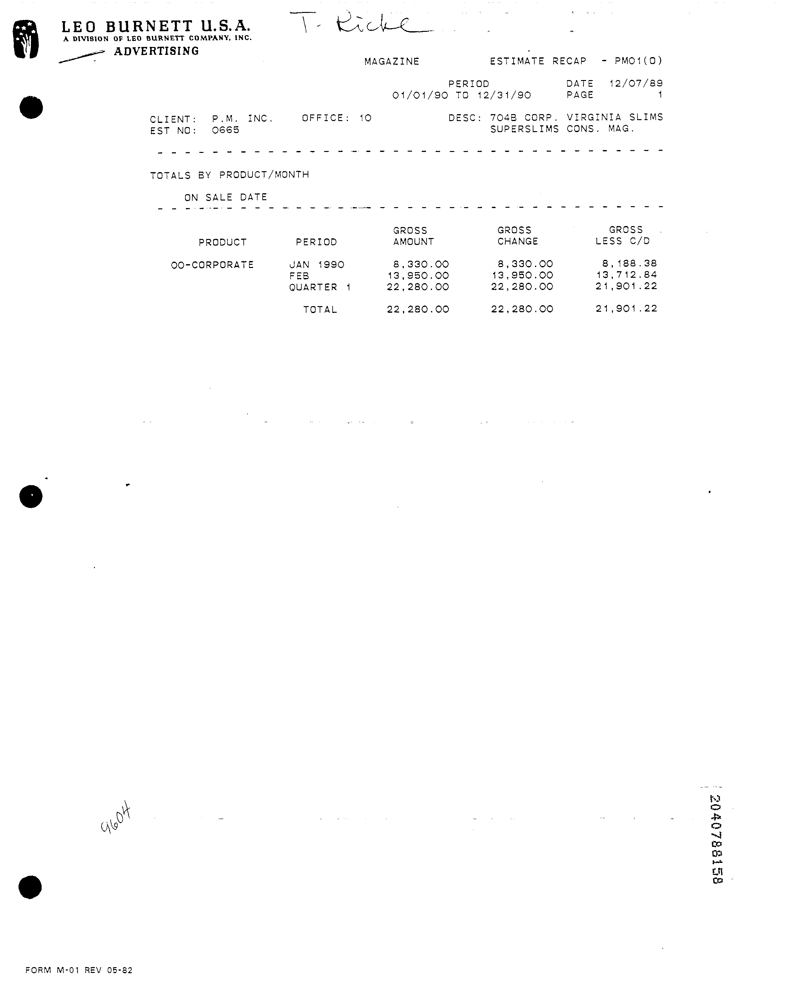 LEO BURNETT U.S.A.
A DIVISION OF LEO BURNETT COMPANY, INC.
ADVERTISING
T. Ricke
MAGAZINE ESTIMATE RECAP - PM01(0)
PERIOD DATE 12/07/89
01/01/90 TO 12/31/90 PAGE 1
CLIENT: P.M. INC. OFFICE: 10 DESC: 704B CORP. VIRGINIA SLIMS
EST NO: 0665 SUPERSLIMS CONS. MAG.
TOTALS BY PRODUCT/MONTH
ON SALE DATE
GROSS GROSS GROSS
PRODUCT PERIOD AMOUNT CHANGE LESS C/D
00-CORPORATE JAN 1990 8,330.00 8,330.00 8,188.38
FEB 13,950.00 13,950.00 13,712.84
QUARTER 1 22,280.00 22,280.00 21,901.22
TOTAL 22,280.00 22,280.00 21,901.22
9604
2040788158
FORM M-01 REV 05-82